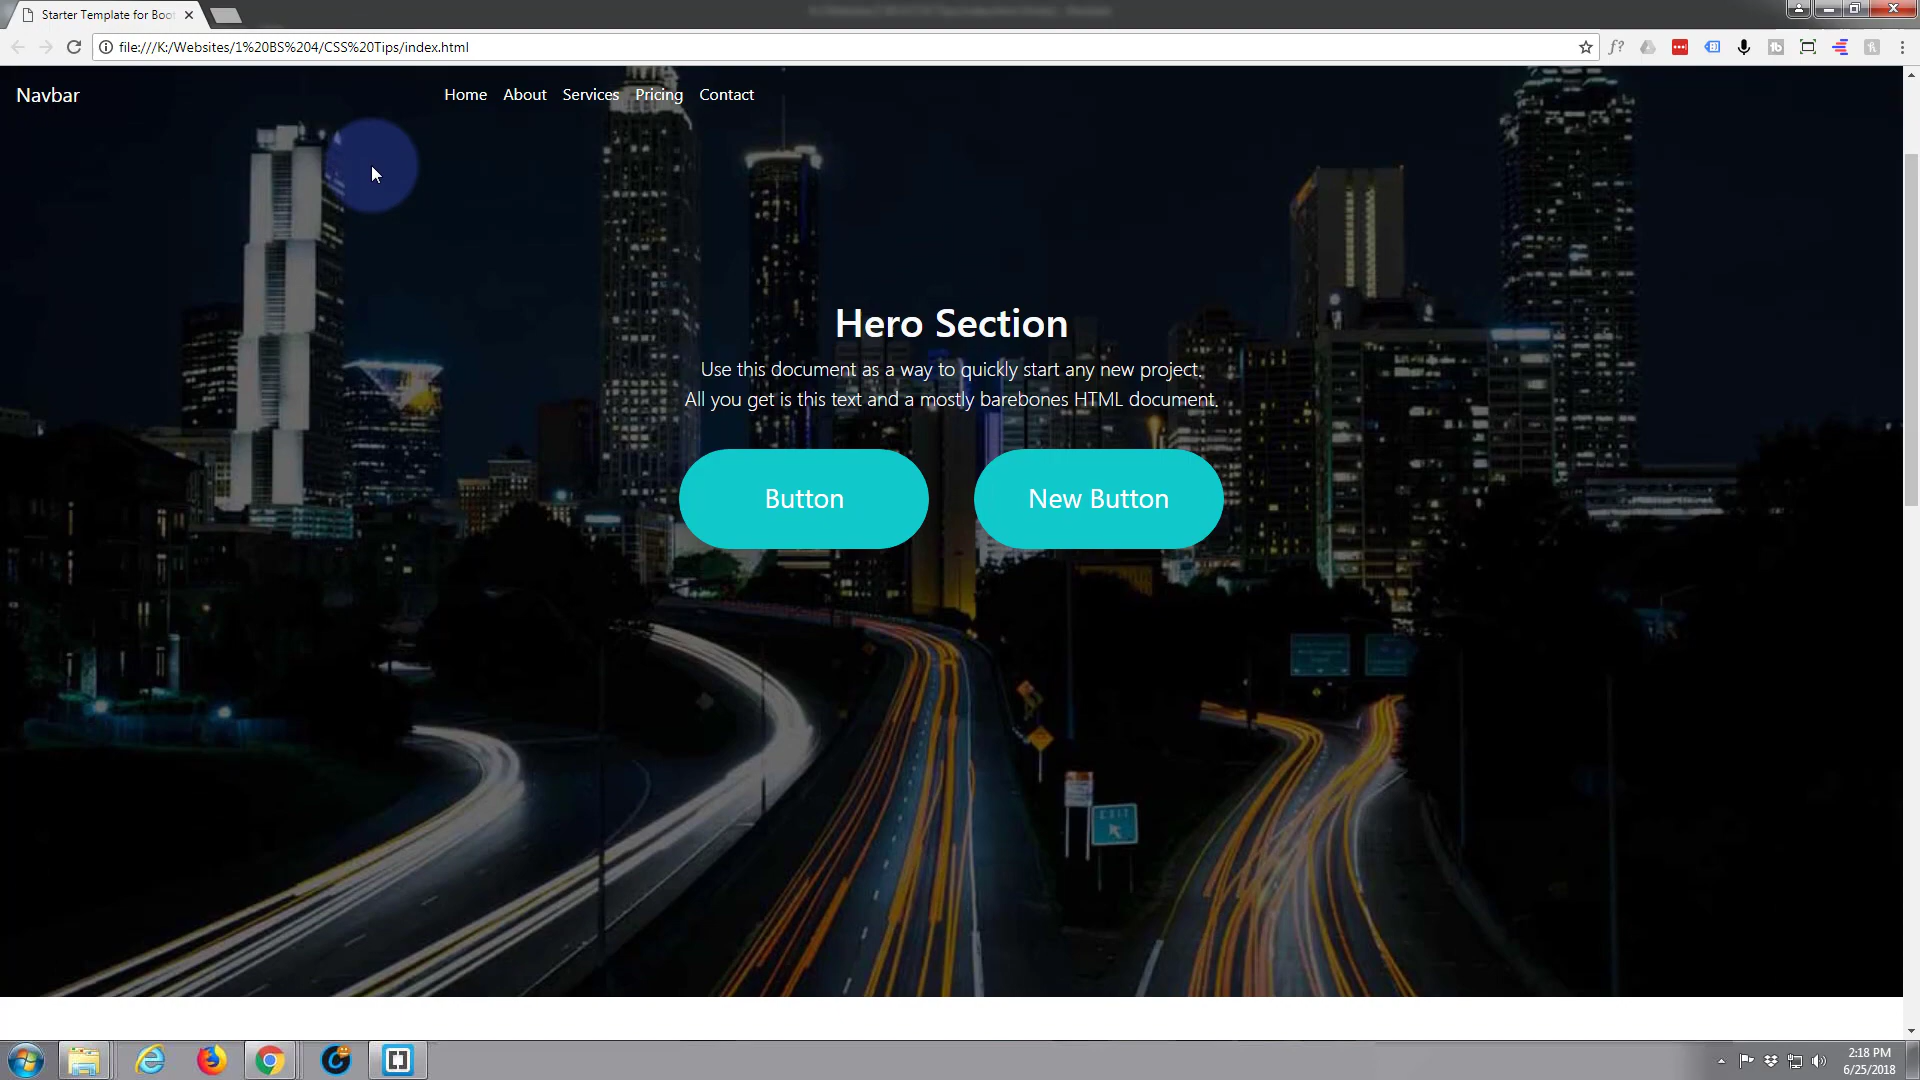 Starter Template for Boot
file:///K:/Websites/1%20BS%204/CSS%20Tips/index.html
Navbar
Home About Services Pricing Contact
Hero Section
Use this document as a way to quickly start any new project.
All you get is this text and a mostly barebones HTML document.
Button New Button
EXIT
2:18 PM
6/25/2018